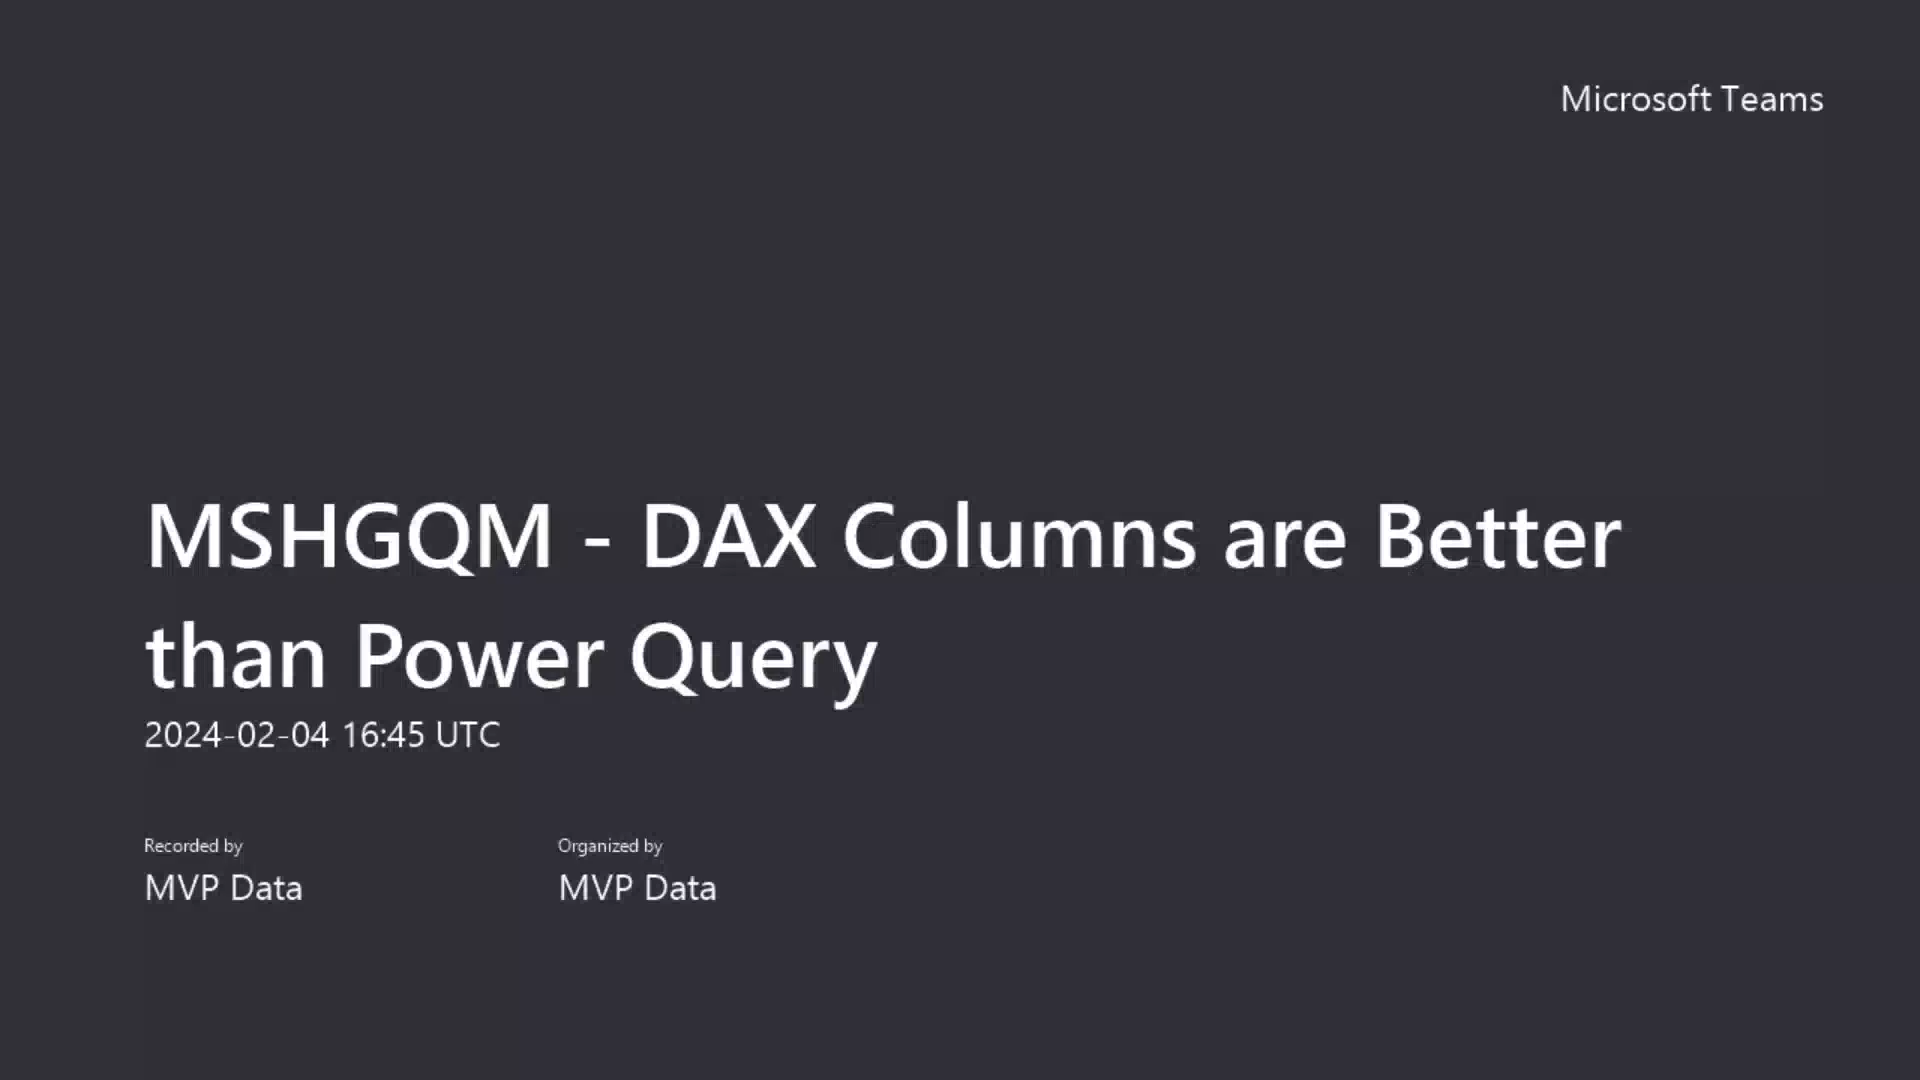 Microsoft Teams
MSHGQM - DAX Columns are Better
than Power Query
2024-02-04 16:45 UTC
Recorded by
MVP Data
Organized by
MVP Data